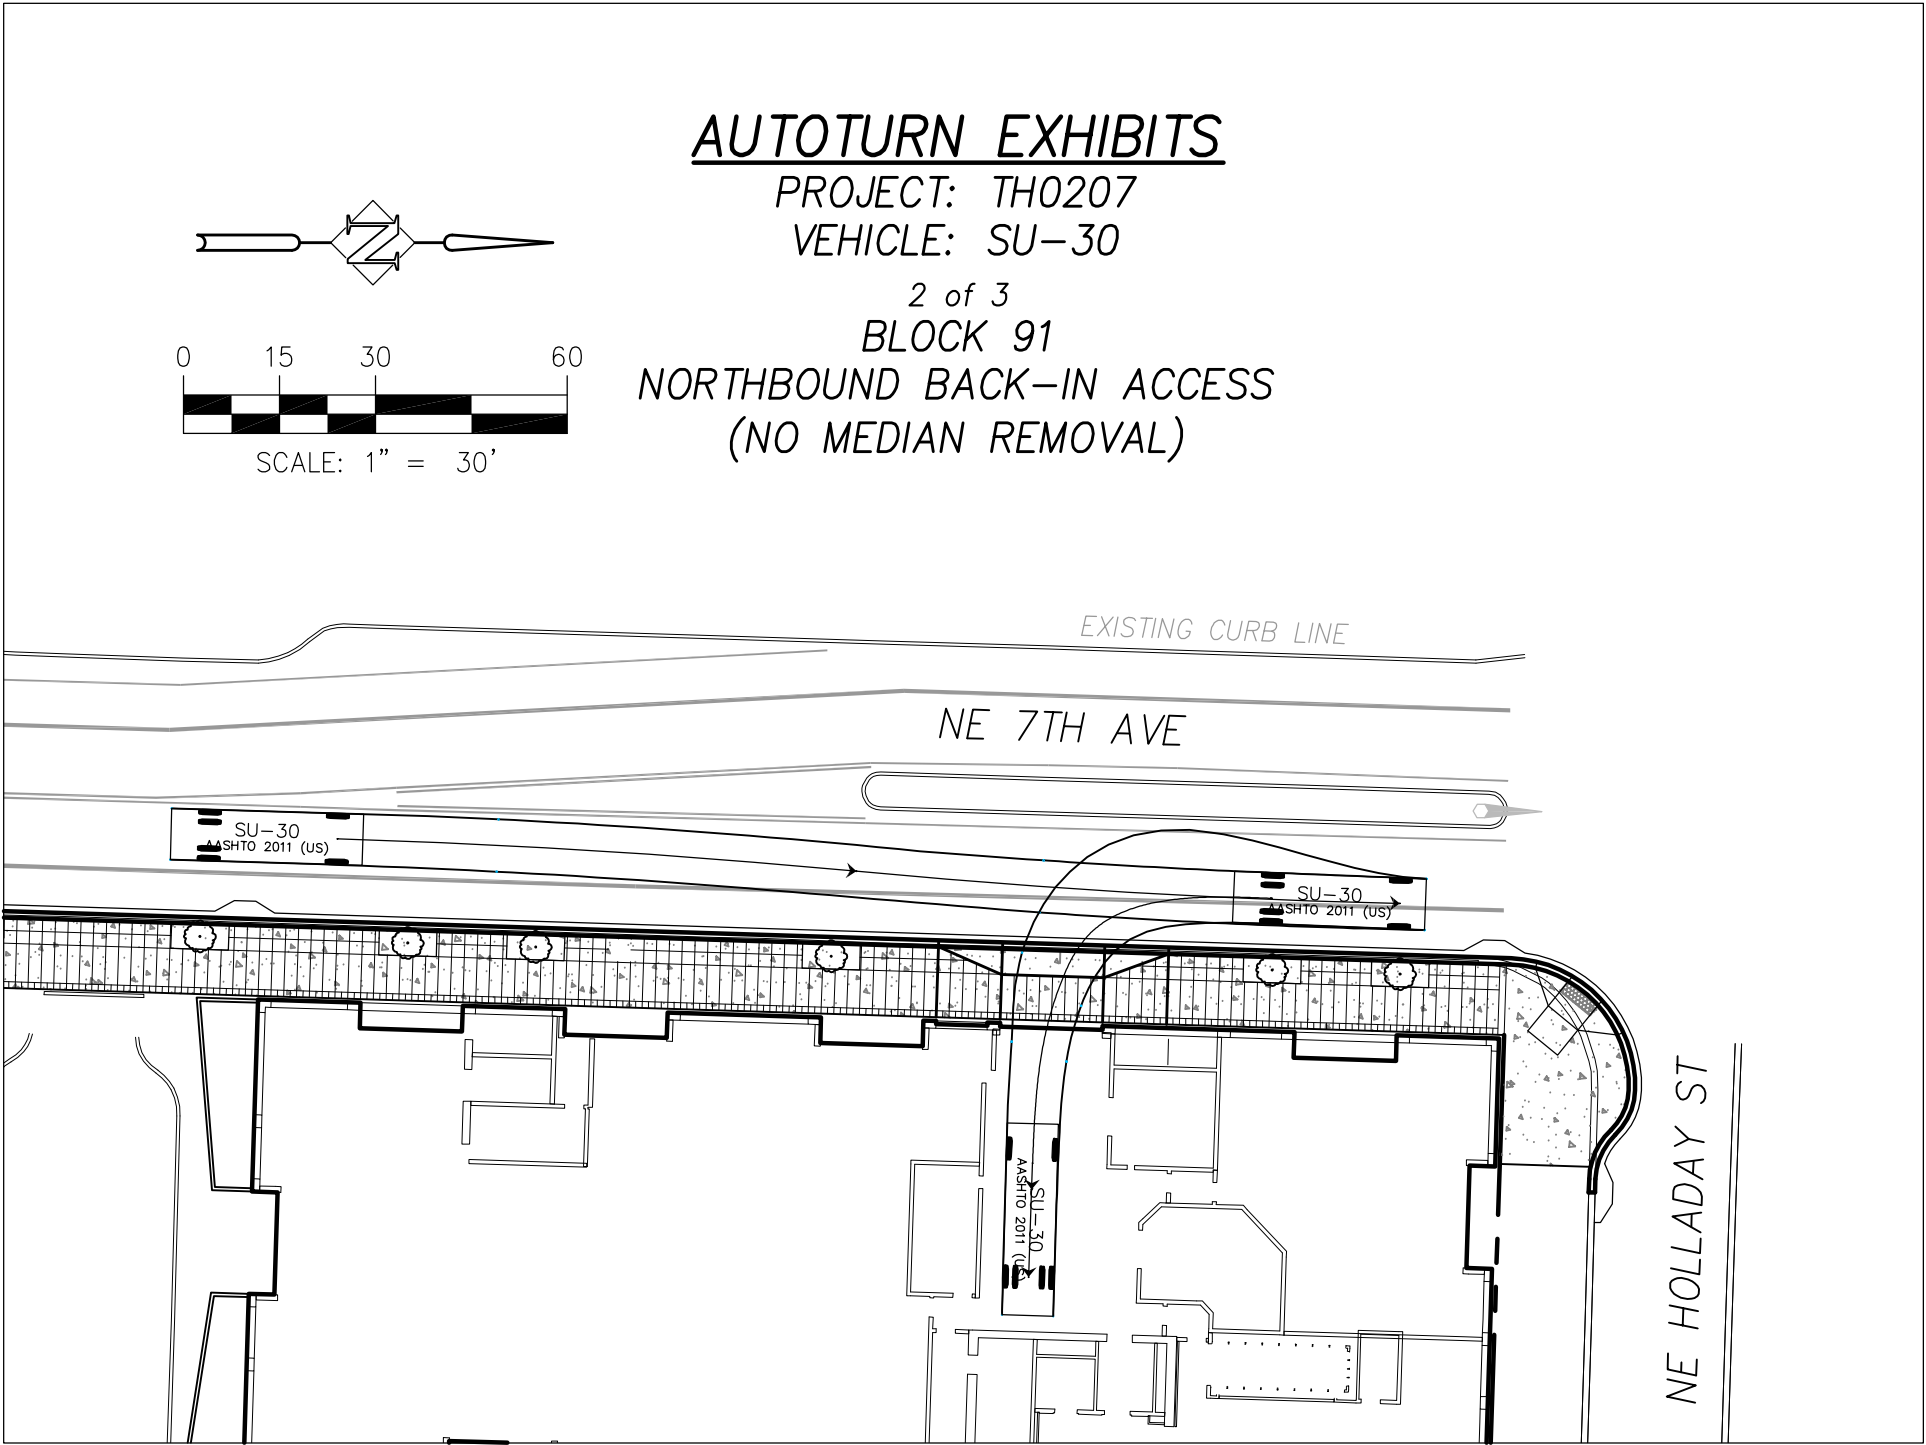 AUTOTURN EXHIBITS
PROJECT: TH0207
VEHICLE: SU-30
2 of 3
BLOCK 91
NORTHBOUND BACK-IN ACCESS
(NO MEDIAN REMOVAL)
N
0 15 30 60
SCALE: 1" = 30'
EXISTING CURB LINE
NE 7TH AVE
SU-30
AASHTO 2011 (US)
SU-30
AASHTO 2011 (US)
SU-30
AASHTO 2011 (US)
NE HOLLADAY ST